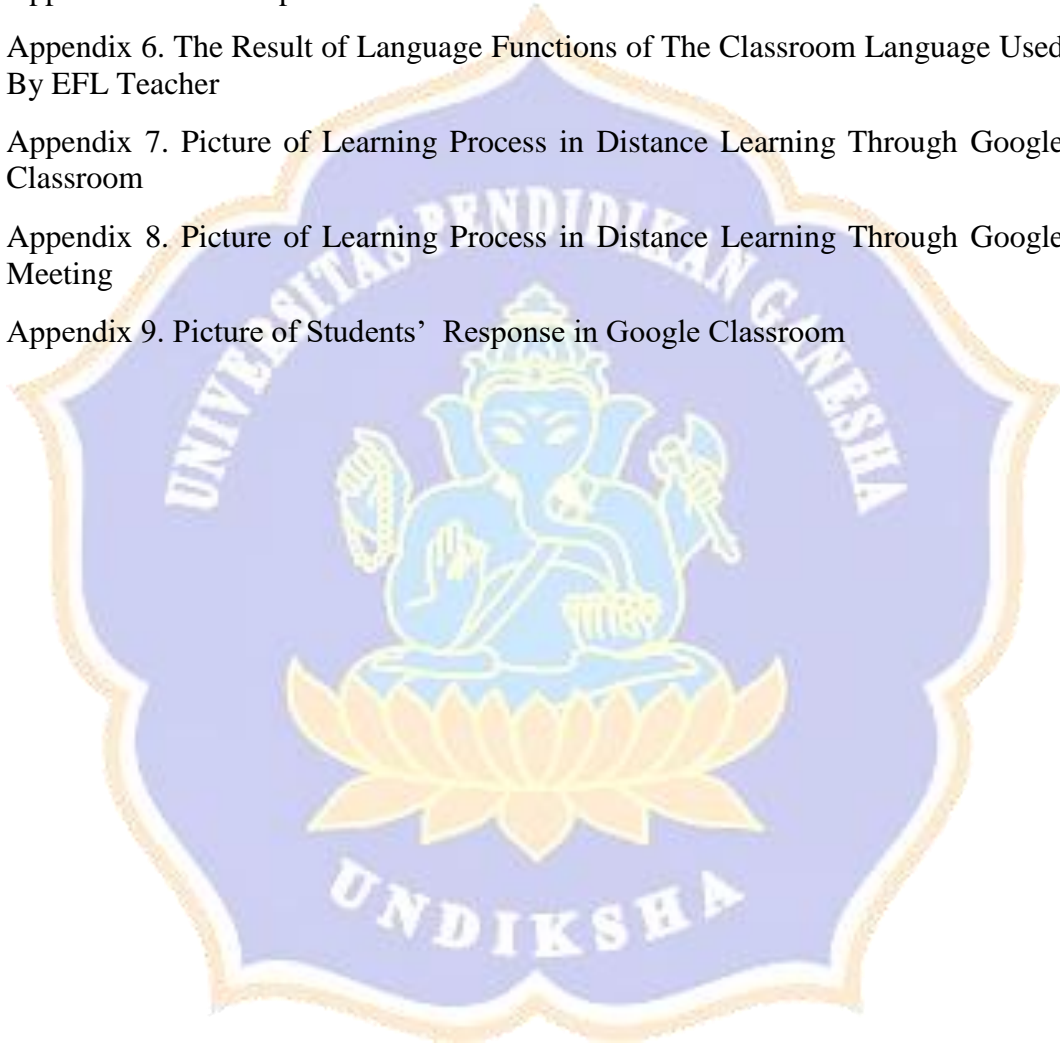 Appendix 6. The Result of Language Functions of The Classroom Language Used
By EFL Teacher
Appendix 7. Picture of Learning Process in Distance Learning Through Google
Classroom
Appendix 8. Picture of Learning Process in Distance Learning Through Google
Meeting
Appendix 9. Picture of Students’ Response in Google Classroom
UNIVERSITAS PENDIDIKAN GANESHA
UNDIKSHA